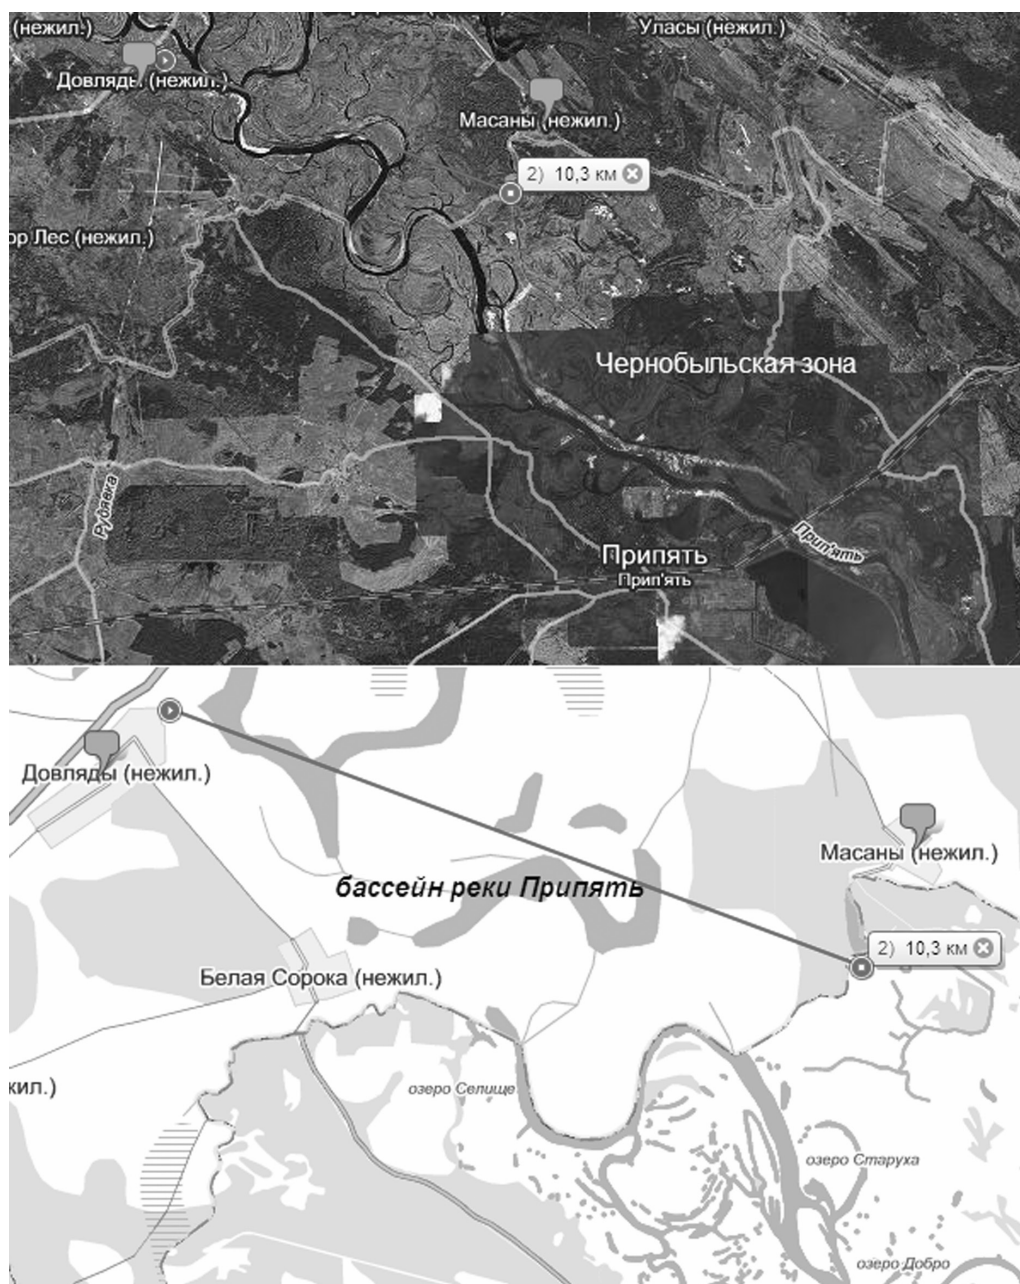 (нежил.)
Уласы (нежил.)
Довляды (нежил.)
Масаны (нежил.)
2) 10,3 км
ор Лес (нежил.)
Чернобыльская зона
Рудявка
Припять
Прип'ять
Прип'ять
Довляды (нежил.)
Масаны (нежил.)
бассейн реки Припять
2) 10,3 км
Белая Сорока (нежил.)
жил.)
озеро Селище
озеро Старуха
озеро Добро